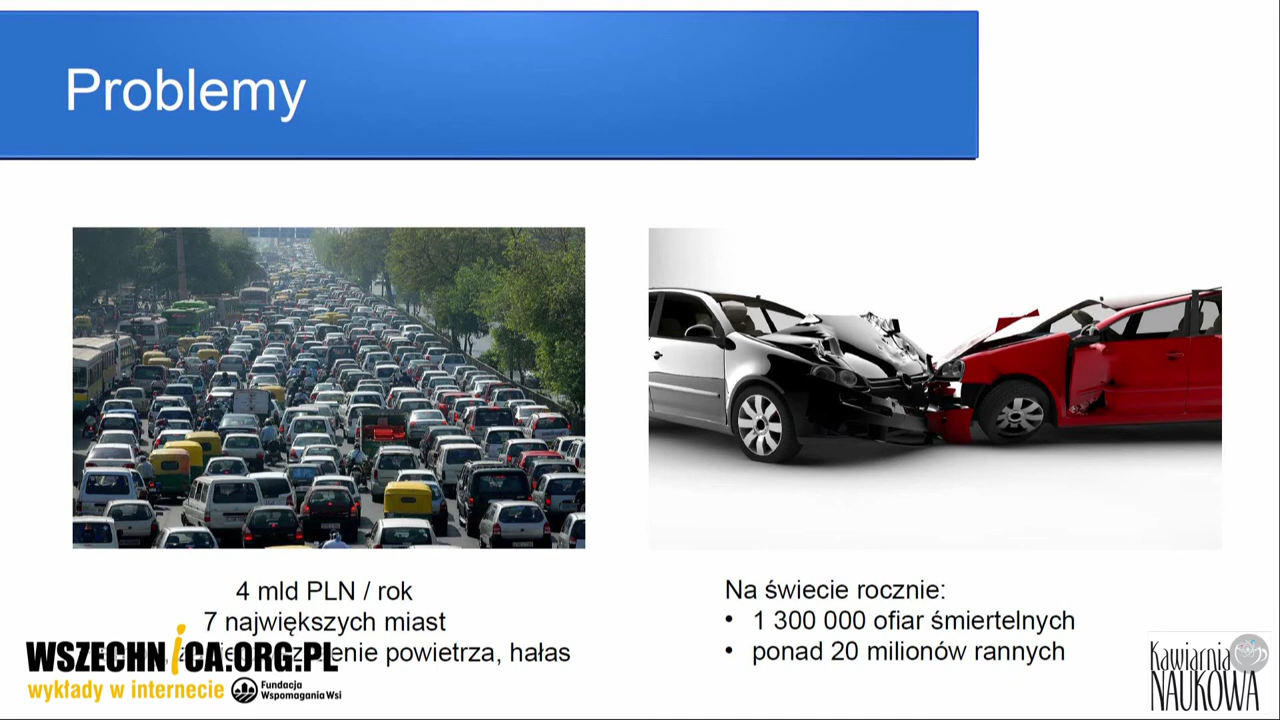 Problemy
4 mld PLN / rok
7 największych miast
powietrza, hałas
Na świecie rocznie:
• 1 300 000 ofiar śmiertelnych
• ponad 20 milionów rannych
WSZECHNiCA.ORG.PL
wykłady w internecie
Fundacja
Wspomagania Wsi
Kawiarnia
NAUKOWA